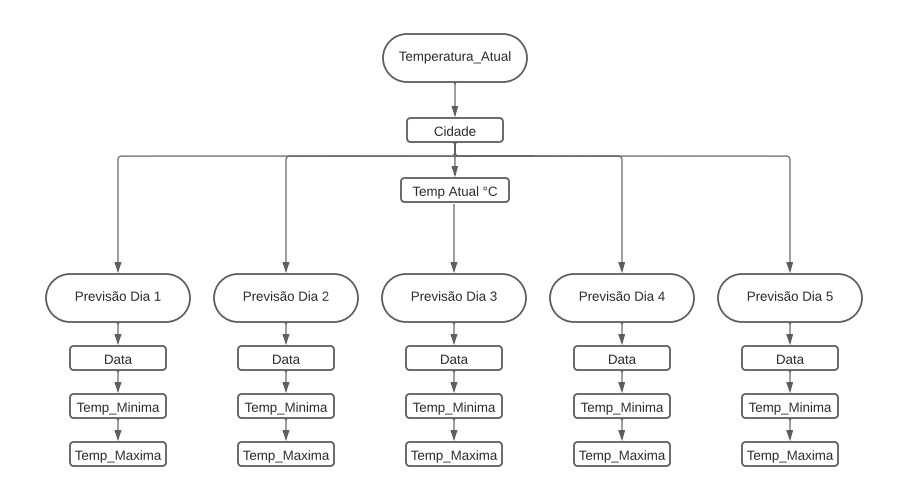 Temperatura_Atual
Cidade
Temp Atual °C
Previsão Dia 1
Previsão Dia 2
Previsão Dia 3
Previsão Dia 4
Previsão Dia 5
Data
Data
Data
Data
Data
Temp_Minima
Temp_Minima
Temp_Minima
Temp_Minima
Temp_Minima
Temp_Maxima
Temp_Maxima
Temp_Maxima
Temp_Maxima
Temp_Maxima